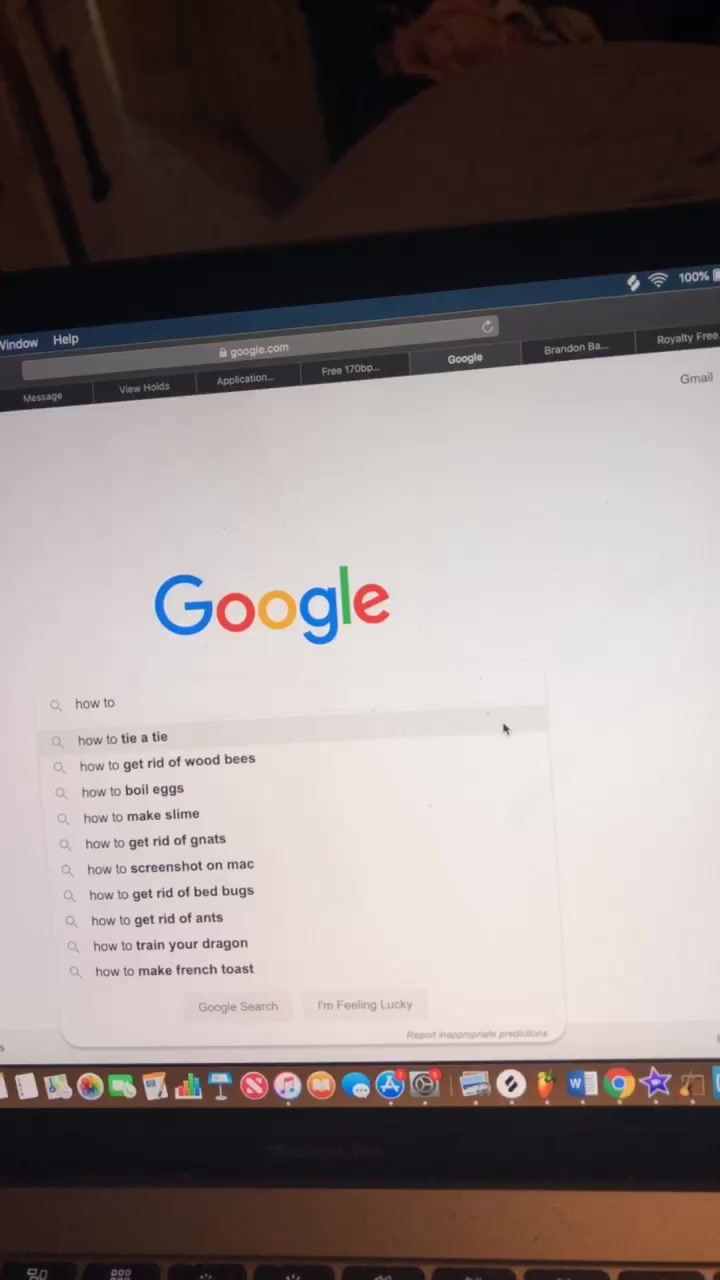 Window Help 100%
google.com
Message View Holds Application... Free 170bp... Google Brandon Ba... Royalty Free
Gmail
Google
how to
how to tie a tie
how to get rid of wood bees
how to boil eggs
how to make slime
how to get rid of gnats
how to screenshot on mac
how to get rid of bed bugs
how to get rid of ants
how to train your dragon
how to make french toast
Google Search I'm Feeling Lucky
Report inappropriate predictions